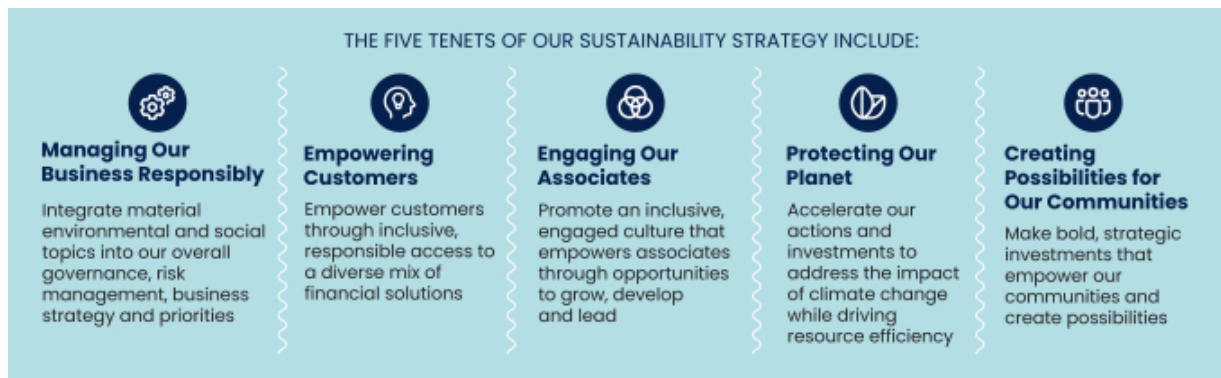 THE FIVE TENETS OF OUR SUSTAINABILITY STRATEGY INCLUDE:
Managing Our
Business Responsibly
Integrate material
environmental and social
topics into our overall
governance, risk
management, business
strategy and priorities
Empowering
Customers
Empower customers
through inclusive,
responsible access to
a diverse mix of
financial solutions
Engaging Our
Associates
Promote an inclusive,
engaged culture that
empowers associates
through opportunities
to grow, develop
and lead
Protecting Our
Planet
Accelerate our
actions and
investments to
address the impact
of climate change
while driving
resource efficiency
Creating
Possibilities for
Our Communities
Make bold, strategic
investments that
empower our
communities and
create possibilities